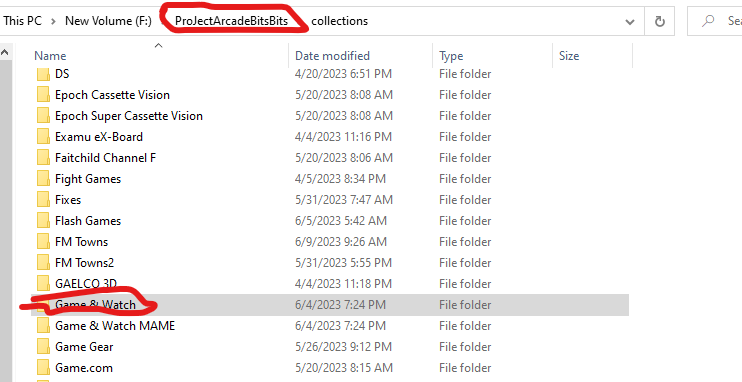 This PC > New Volume (F:) > ProJectArcadeBitsBits > collections Sea
Name Date modified Type Size
DS 4/20/2023 6:51 PM File folder
Epoch Cassette Vision 5/20/2023 8:08 AM File folder
Epoch Super Cassette Vision 5/20/2023 8:08 AM File folder
Examu eX-Board 4/4/2023 11:16 PM File folder
Faitchild Channel F 5/20/2023 8:06 AM File folder
Fight Games 4/5/2023 8:34 PM File folder
Fixes 5/31/2023 7:47 AM File folder
Flash Games 6/5/2023 5:42 AM File folder
FM Towns 6/9/2023 9:26 AM File folder
FM Towns2 5/31/2023 5:55 PM File folder
GAELCO 3D 4/4/2023 11:18 PM File folder
Game & Watch 6/4/2023 7:24 PM File folder
Game & Watch MAME 6/4/2023 7:24 PM File folder
Game Gear 5/26/2023 9:12 PM File folder
Game.com 5/20/2023 8:15 AM File folder